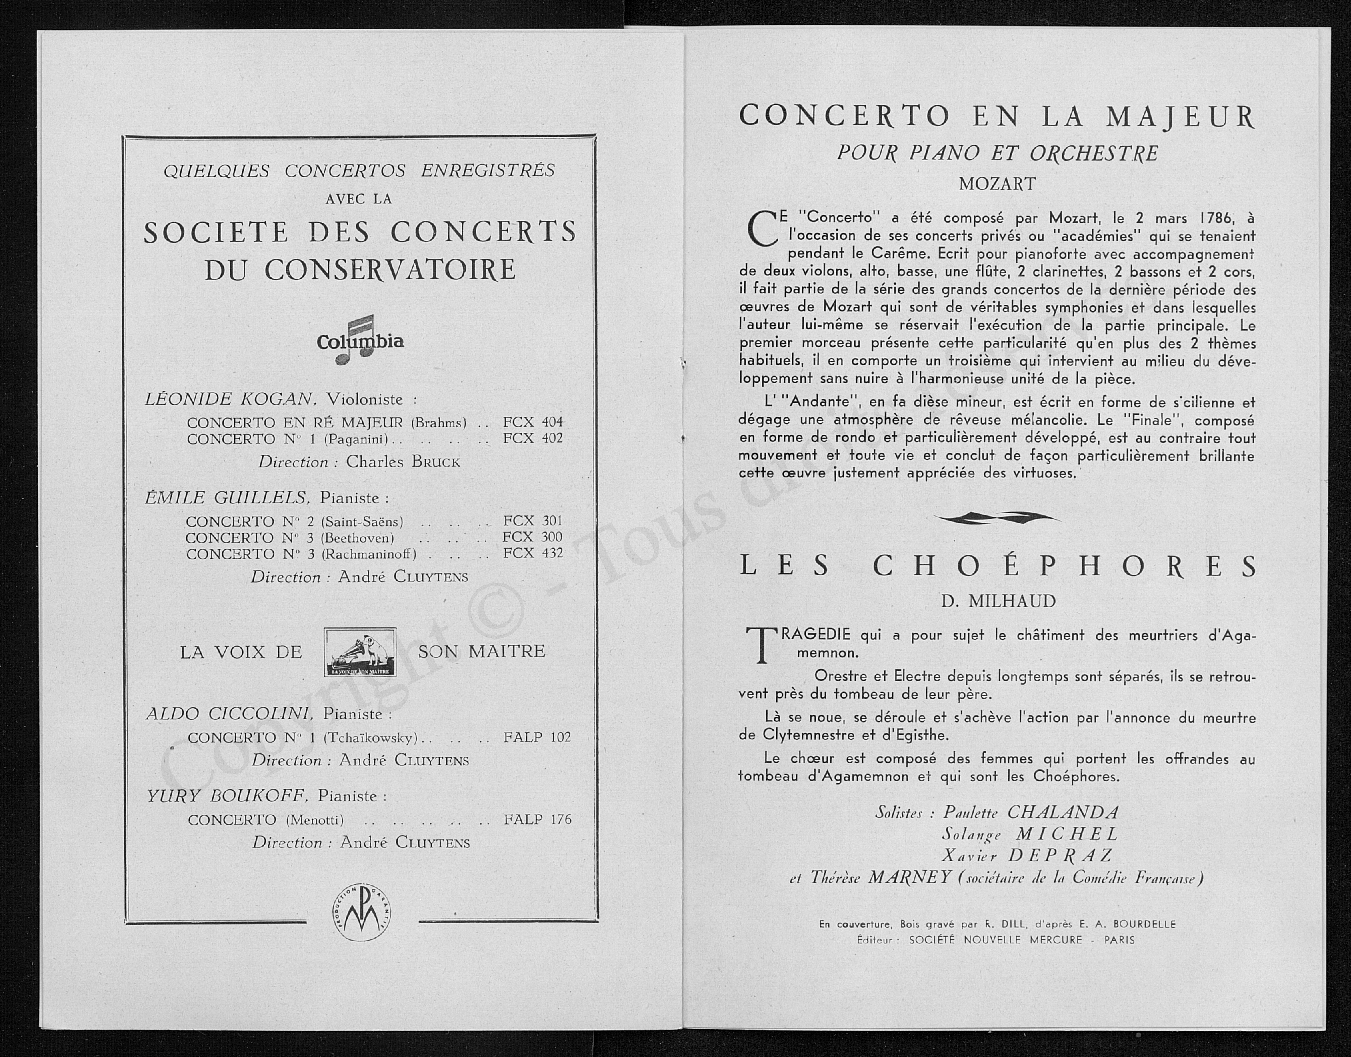 QUELQUES CONCERTOS ENREGISTRÉS
AVEC LA
SOCIETE DES CONCERTS
DU CONSERVATOIRE
Columbia
LÉONIDE KOGAN, Violoniste :
CONCERTO EN RÉ MAJEUR (Brahms) .. FCX 404
CONCERTO N° 1 (Paganini) .. .. .. .. FCX 402
Direction : Charles BRUCK
ÉMILE GUILLELS, Pianiste :
CONCERTO N° 2 (Saint-Saëns) .. .. .. FCX 301
CONCERTO N° 3 (Beethoven) .. .. .. FCX 300
CONCERTO N° 3 (Rachmaninoff) . .. .. FCX 432
Direction : André CLUYTENS
LA VOIX DE SON MAITRE
LA VOIX DE SON MAITRE
ALDO CICCOLINI, Pianiste :
CONCERTO N° 1 (Tchaïkowsky) .. .. .. FALP 102
Direction : André CLUYTENS
YURY BOUKOFF, Pianiste :
CONCERTO (Menotti) .. .. .. .. .. FALP 176
Direction : André CLUYTENS
PRODUCTION GARANTIE
PM
CONCERTO EN LA MAJEUR
POUR PIANO ET ORCHESTRE
MOZART
CE "Concerto" a été composé par Mozart, le 2 mars 1786, à
l'occasion de ses concerts privés ou "académies" qui se tenaient
pendant le Carême. Ecrit pour pianoforte avec accompagnement
de deux violons, alto, basse, une flûte, 2 clarinettes, 2 bassons et 2 cors,
il fait partie de la série des grands concertos de la dernière période des
œuvres de Mozart qui sont de véritables symphonies et dans lesquelles
l'auteur lui-même se réservait l'exécution de la partie principale. Le
premier morceau présente cette particularité qu'en plus des 2 thèmes
habituels, il en comporte un troisième qui intervient au milieu du déve-
loppement sans nuire à l'harmonieuse unité de la pièce.
L' "Andante", en fa dièse mineur, est écrit en forme de s'cilienne et
dégage une atmosphère de rêveuse mélancolie. Le "Finale", composé
en forme de rondo et particulièrement développé, est au contraire tout
mouvement et toute vie et conclut de façon particulièrement brillante
cette œuvre justement appréciée des virtuoses.
LES CHOÉPHORES
D. MILHAUD
TRAGEDIE qui a pour sujet le châtiment des meurtriers d'Aga-
memnon.
Orestre et Electre depuis longtemps sont séparés, ils se retrou-
vent près du tombeau de leur père.
Là se noue, se déroule et s'achève l'action par l'annonce du meurtre
de Clytemnestre et d'Egisthe.
Le chœur est composé des femmes qui portent les offrandes au
tombeau d'Agamemnon et qui sont les Choéphores.
Solistes : Paulette CHALANDA
Solange MICHEL
Xavier DEPRAZ
et Thérèse MARNEY (sociétaire de la Comédie Française)
En couverture, Bois gravé par R. DILL, d'après E. A. BOURDELLE
Éditeur : SOCIÉTÉ NOUVELLE MERCURE - PARIS
Copyright © - Tous droits réservés